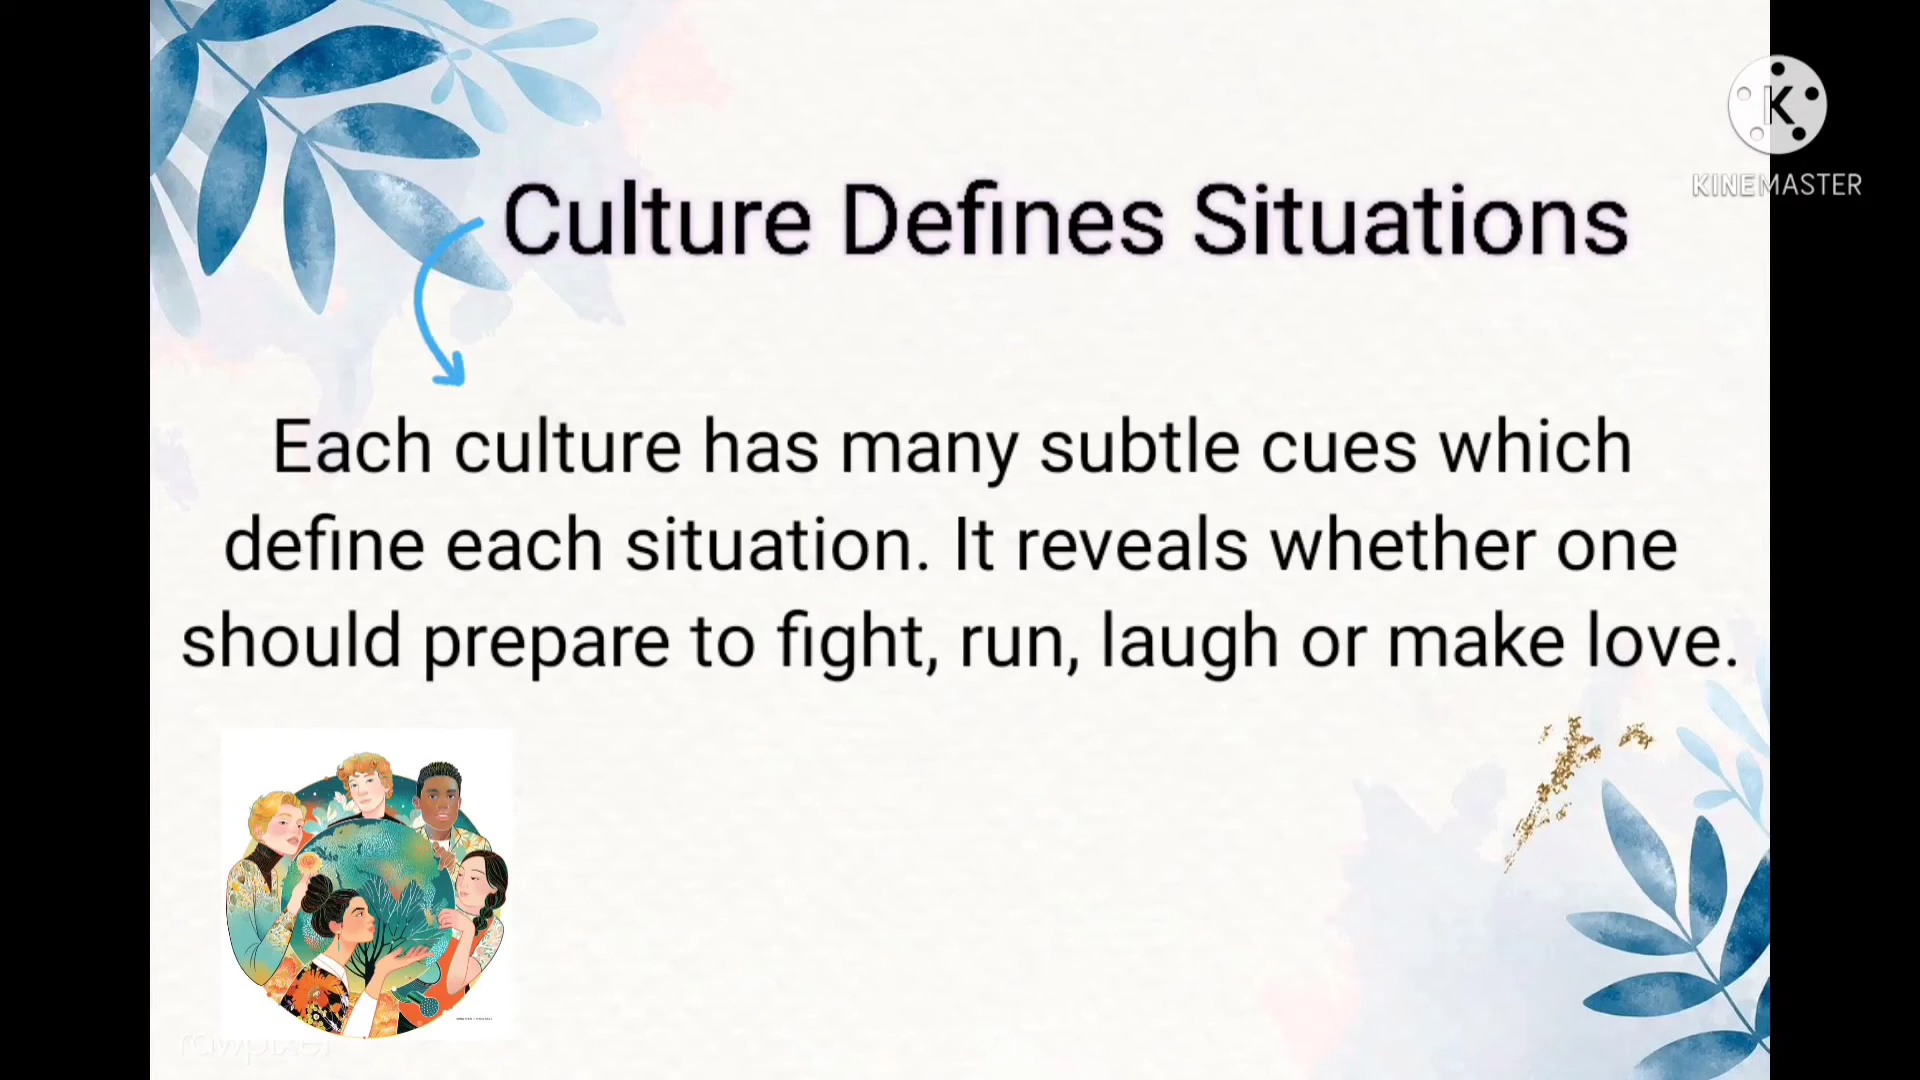 KINEMASTER
Culture Defines Situations
Each culture has many subtle cues which
define each situation. It reveals whether one
should prepare to fight, run, laugh or make love.
rawpixel